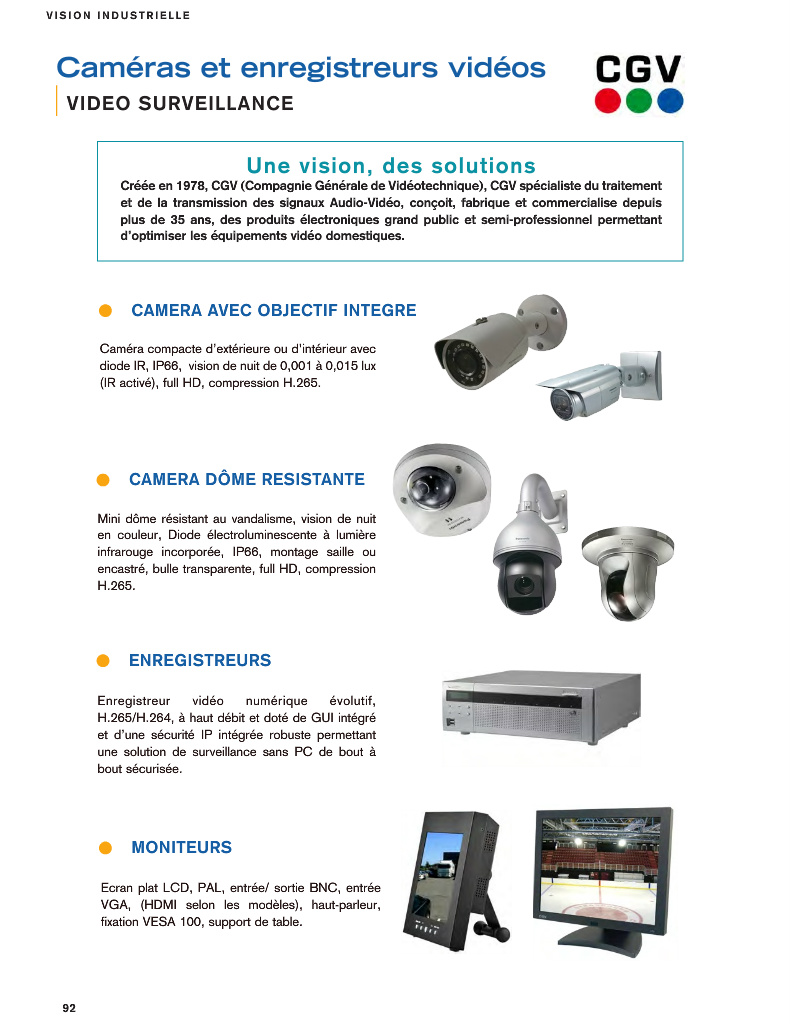 VISION INDUSTRIELLE
Caméras et enregistreurs vidéos
VIDEO SURVEILLANCE
CGV
Une vision, des solutions
Créée en 1978, CGV (Compagnie Générale de Vidéotechnique), CGV spécialiste du traitement
et de la transmission des signaux Audio-Vidéo, conçoit, fabrique et commercialise depuis
plus de 35 ans, des produits électroniques grand public et semi-professionnel permettant
d'optimiser les équipements vidéo domestiques.
CAMERA AVEC OBJECTIF INTEGRE
Caméra compacte d'extérieure ou d'intérieur avec
diode IR, IP66, vision de nuit de 0,001 à 0,015 lux
(IR activé), full HD, compression H.265.
CAMERA DÔME RESISTANTE
Mini dôme résistant au vandalisme, vision de nuit
en couleur, Diode électroluminescente à lumière
infrarouge incorporée, IP66, montage saille ou
encastré, bulle transparente, full HD, compression
H.265.
ENREGISTREURS
Enregistreur vidéo numérique évolutif,
H.265/H.264, à haut débit et doté de GUI intégré
et d'une sécurité IP intégrée robuste permettant
une solution de surveillance sans PC de bout à
bout sécurisée.
MONITEURS
Ecran plat LCD, PAL, entrée/ sortie BNC, entrée
VGA, (HDMI selon les modèles), haut-parleur,
fixation VESA 100, support de table.
92